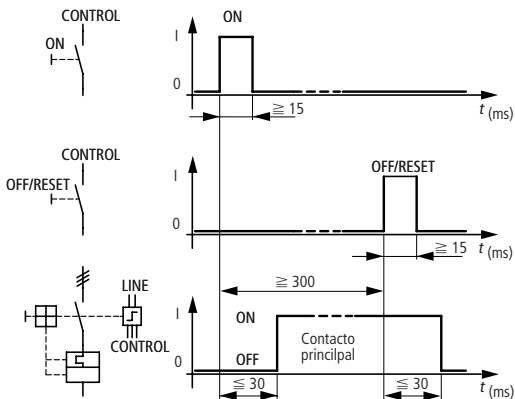 CONTROL
ON
I
ON
0
≧ 15
t (ms)
CONTROL
OFF/RESET
I
OFF/RESET
0
≧ 15
t (ms)
≧ 300
LINE
CONTROL
I
ON
Contacto
princilpal
0
OFF
≦ 30
≦ 30
t (ms)